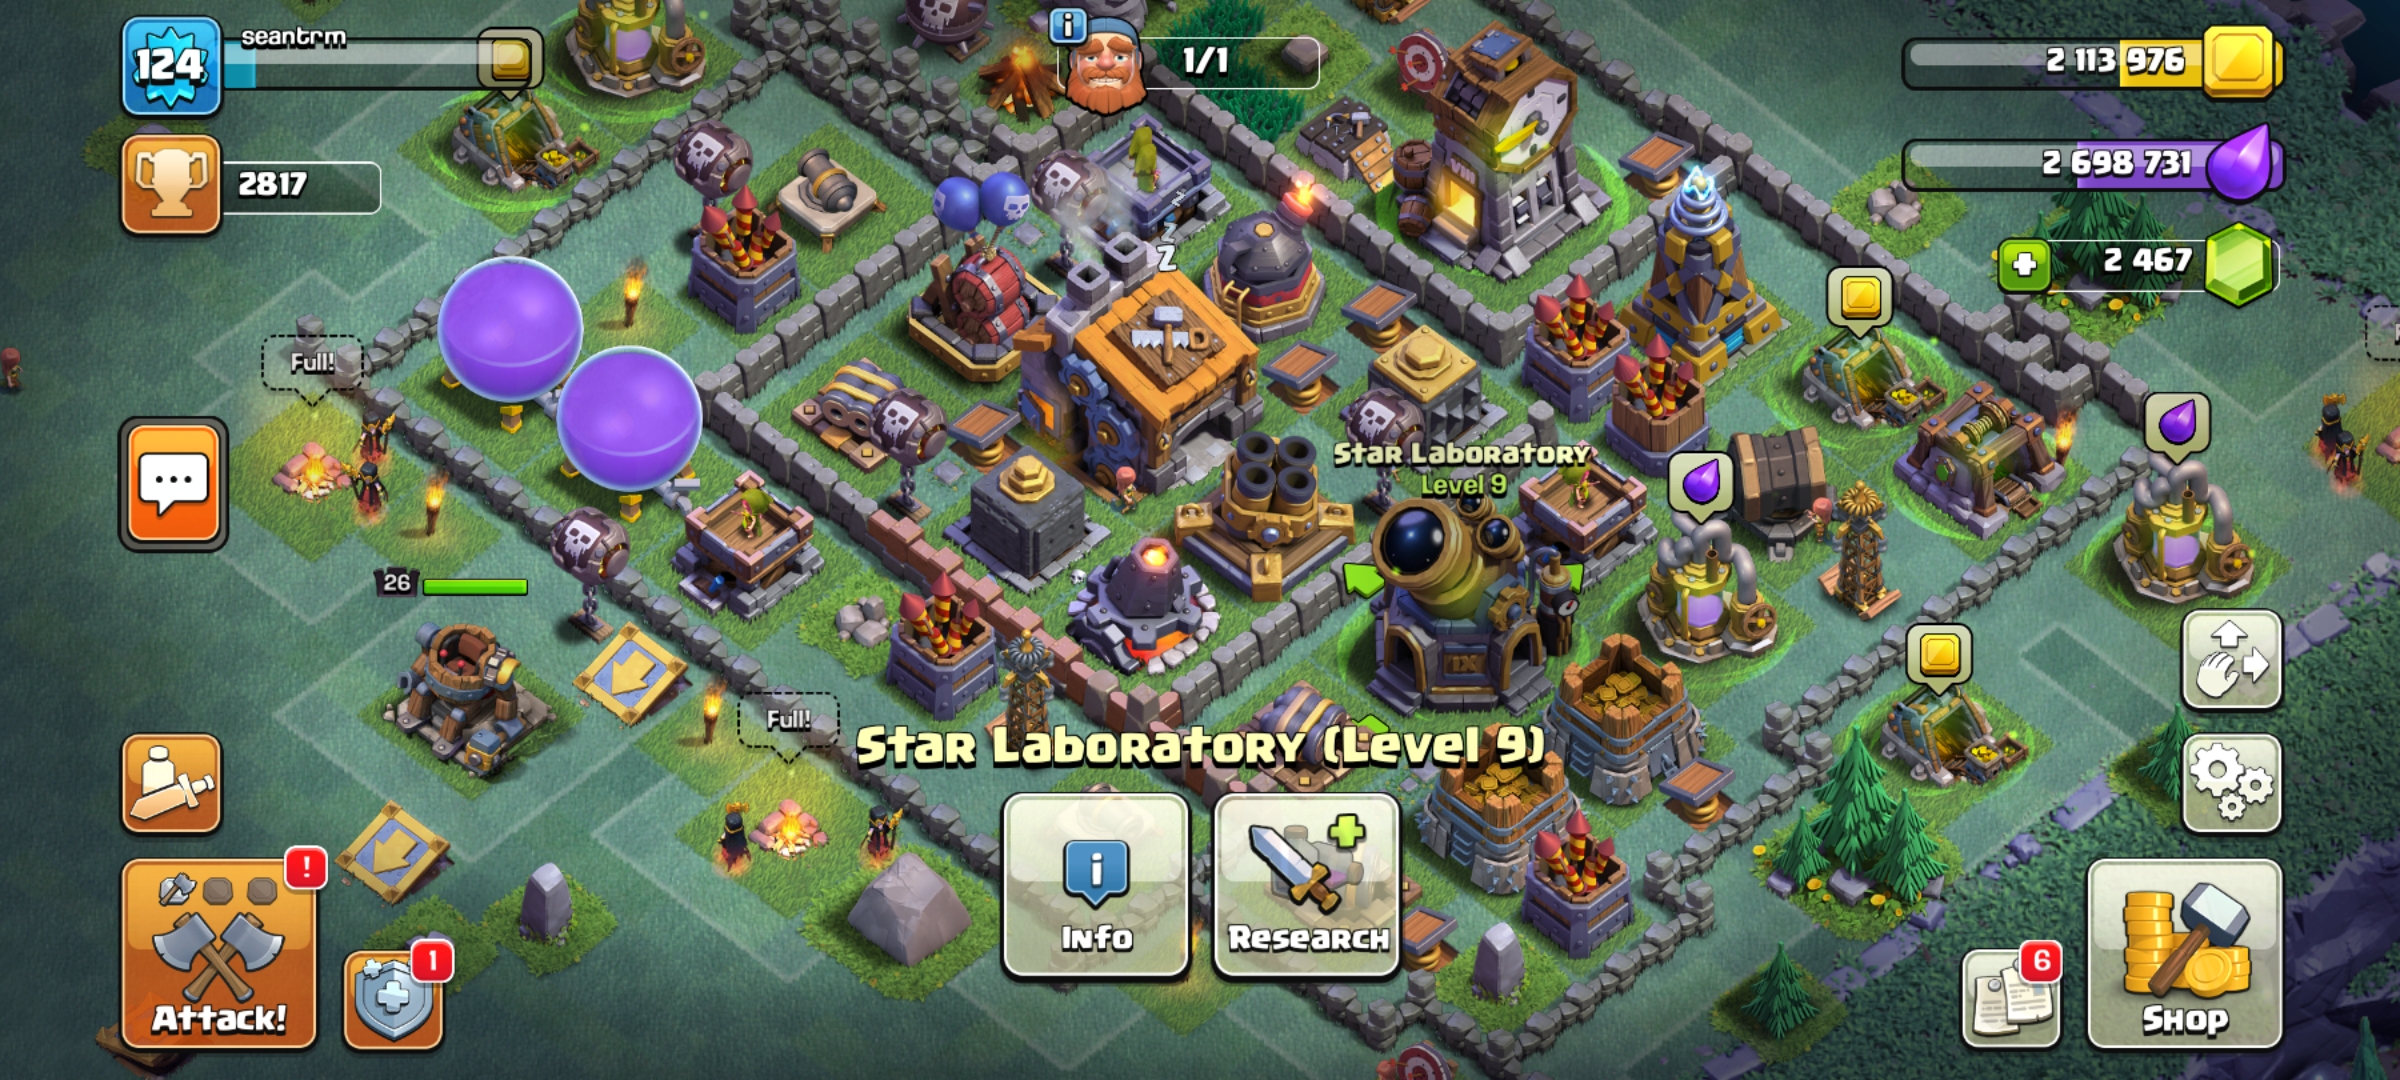 124
seantrm
1/1
2 113 976
2817
2 698 731
2 467
Z
Z
Full!
Star Laboratory
Level 9
26
Full!
IX
Star Laboratory (Level 9)
Info
Research
!
Attack!
1
6
Shop